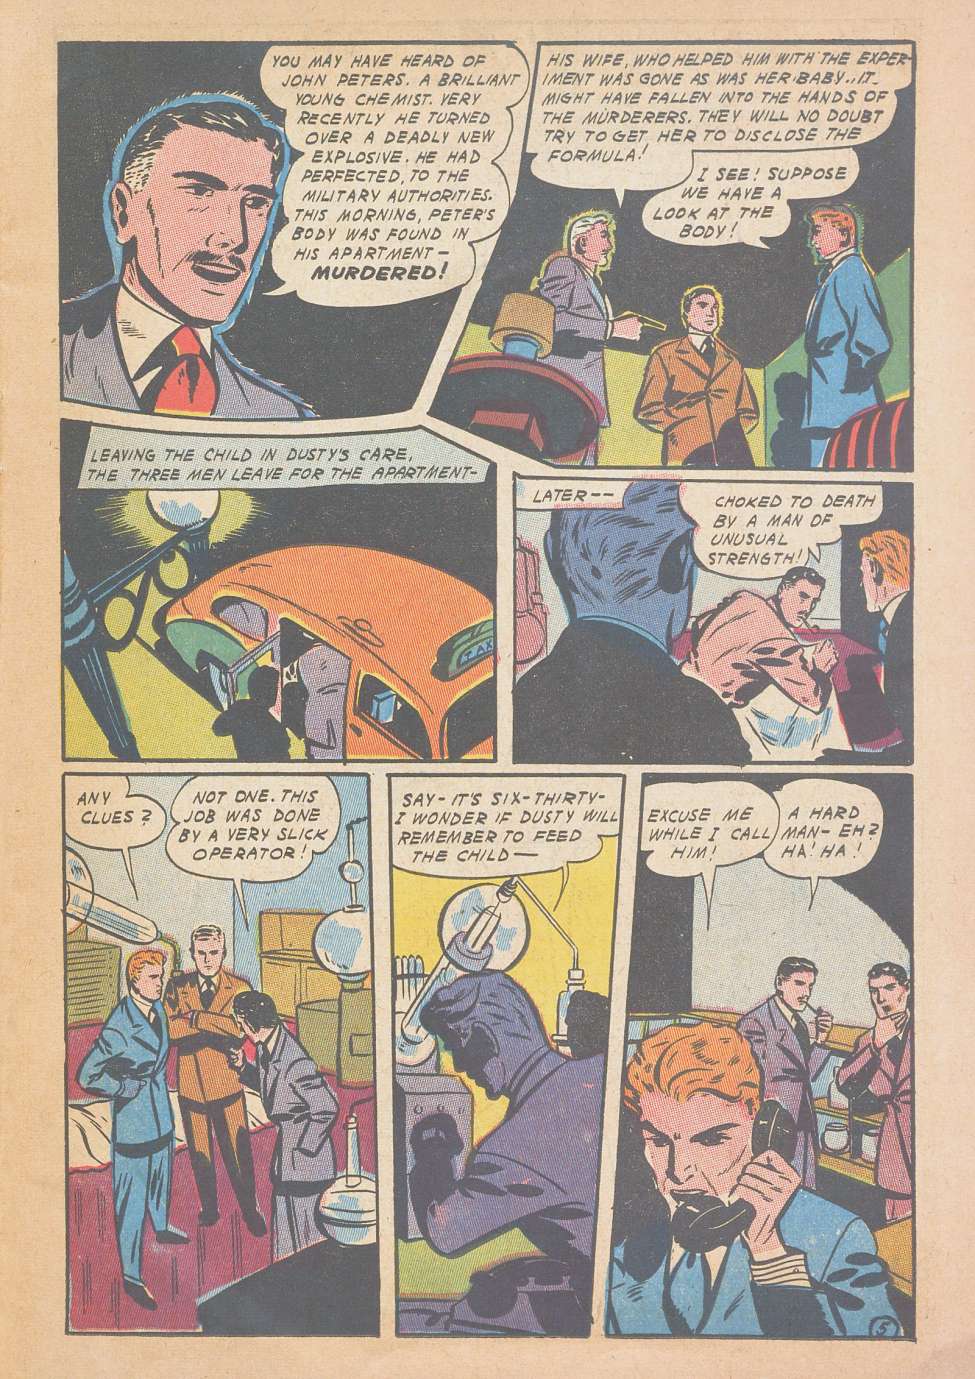 YOU MAY HAVE HEARD OF
JOHN PETERS. A BRILLIANT
YOUNG CHEMIST. VERY
RECENTLY HE TURNED
OVER A DEADLY NEW
EXPLOSIVE. HE HAD
PERFECTED, TO THE
MILITARY AUTHORITIES.
THIS MORNING, PETER'S
BODY WAS FOUND IN
HIS APARTMENT—
MURDERED!
HIS WIFE, WHO HELPED HIM WITH THE EXPER-
IMENT WAS GONE AS WAS HER BABY... IT
MIGHT HAVE FALLEN INTO THE HANDS OF
THE MURDERERS. THEY WILL NO DOUBT
TRY TO GET HER TO DISCLOSE THE
FORMULA!
I SEE! SUPPOSE
WE HAVE A
LOOK AT THE
BODY!
LEAVING THE CHILD IN DUSTY'S CARE,
THE THREE MEN LEAVE FOR THE APARTMENT-
LATER--
CHOKED TO DEATH
BY A MAN OF
UNUSUAL
STRENGTH!
ANY
CLUES?
NOT ONE. THIS
JOB WAS DONE
BY A VERY SLICK
OPERATOR!
SAY- IT'S SIX-THIRTY-
I WONDER IF DUSTY WILL
REMEMBER TO FEED
THE CHILD—
EXCUSE ME
WHILE I CALL
HIM!
A HARD
MAN- EH?
HA! HA!
5